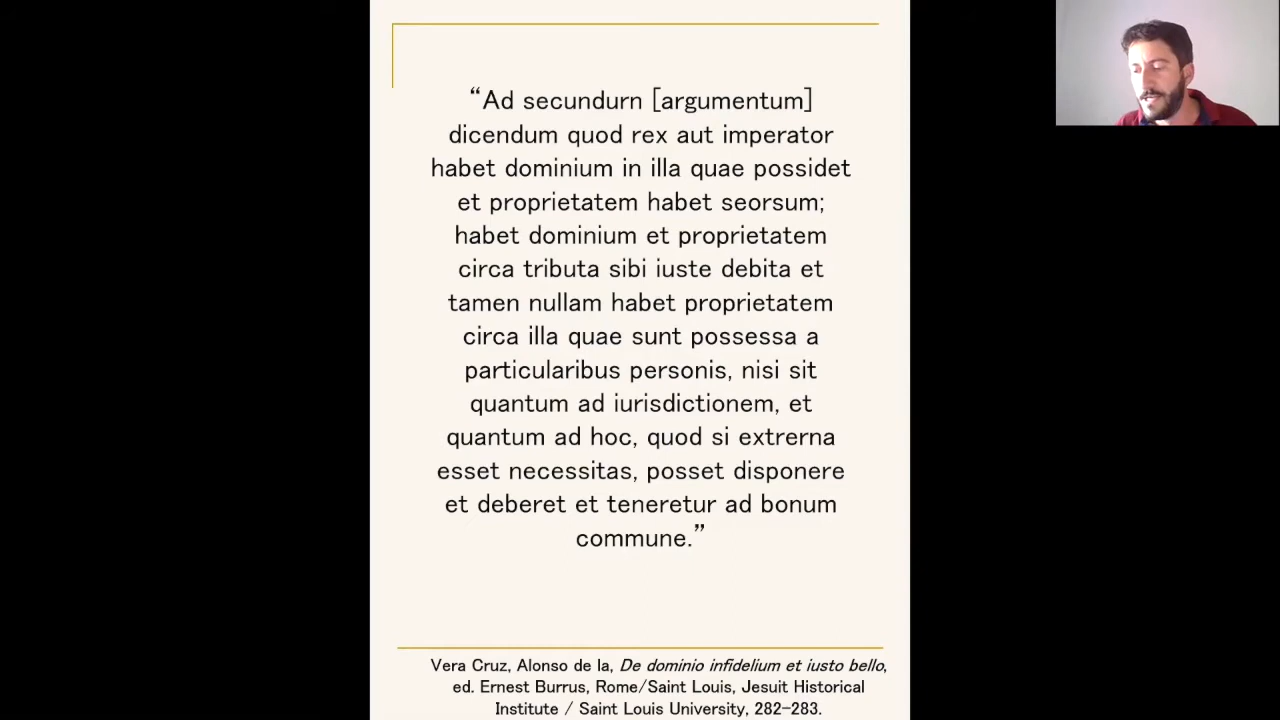 “Ad secundurn [argumentum]
dicendum quod rex aut imperator
habet dominium in illa quae possidet
et proprietatem habet seorsum;
habet dominium et proprietatem
circa tributa sibi iuste debita et
tamen nullam habet proprietatem
circa illa quae sunt possessa a
particularibus personis, nisi sit
quantum ad iurisdictionem, et
quantum ad hoc, quod si extrerna
esset necessitas, posset disponere
et deberet et teneretur ad bonum
commune.”
Vera Cruz, Alonso de la, De dominio infidelium et iusto bello,
ed. Ernest Burrus, Rome/Saint Louis, Jesuit Historical
Institute / Saint Louis University, 282-283.